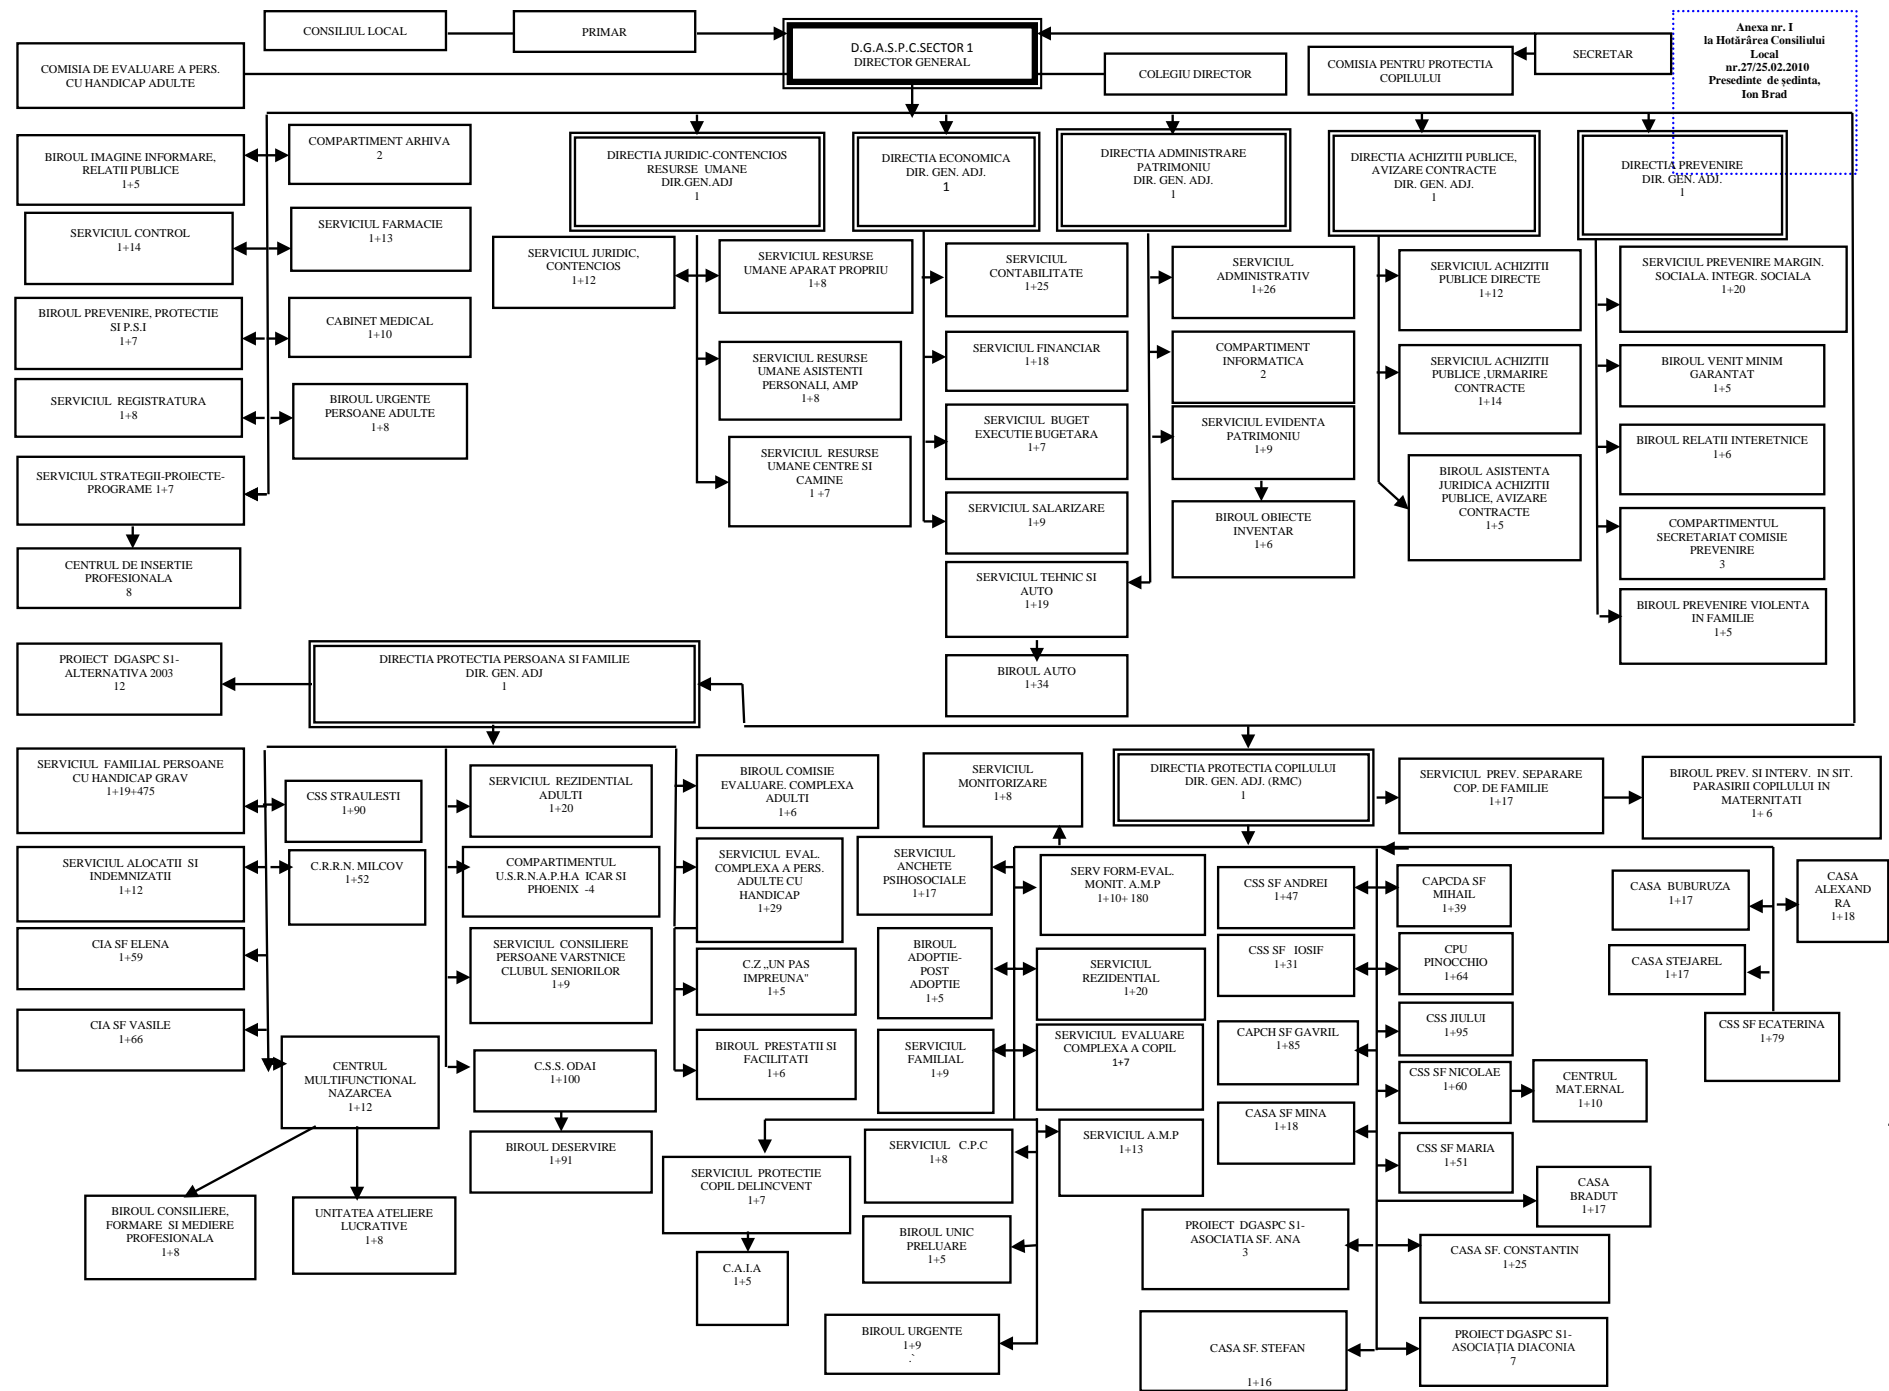 CONSILIUL LOCAL
PRIMAR
D.G.A.S.P.C.SECTOR 1
DIRECTOR GENERAL
COMISIA DE EVALUARE A PERS.
CU HANDICAP ADULTE
COLEGIU DIRECTOR
COMISIA PENTRU PROTECTIA
COPILULUI
SECRETAR
Anexa nr. I
la Hotărârea Consiliului
Local
nr.27/25.02.2010
Presedinte de ședinta,
Ion Brad
BIROUL IMAGINE INFORMARE,
RELATII PUBLICE
1+5
COMPARTIMENT ARHIVA
2
SERVICIUL CONTROL
1+14
SERVICIUL FARMACIE
1+13
BIROUL PREVENIRE, PROTECTIE
SI P.S.I
1+7
CABINET MEDICAL
1+10
SERVICIUL REGISTRATURA
1+8
BIROUL URGENTE
PERSOANE ADULTE
1+8
SERVICIUL STRATEGII-PROIECTE-
PROGRAME 1+7
CENTRUL DE INSERTIE
PROFESIONALA
8
DIRECTIA JURIDIC-CONTENCIOS
RESURSE UMANE
DIR.GEN.ADJ
1
SERVICIUL JURIDIC,
CONTENCIOS
1+12
SERVICIUL RESURSE
UMANE APARAT PROPRIU
1+8
SERVICIUL RESURSE
UMANE ASISTENTI
PERSONALI, AMP
1+8
SERVICIUL RESURSE
UMANE CENTRE SI
CAMINE
1 +7
DIRECTIA ECONOMICA
DIR. GEN. ADJ.
1
SERVICIUL
CONTABILITATE
1+25
SERVICIUL FINANCIAR
1+18
SERVICIUL BUGET
EXECUTIE BUGETARA
1+7
SERVICIUL SALARIZARE
1+9
DIRECTIA ADMINISTRARE
PATRIMONIU
DIR. GEN. ADJ.
1
SERVICIUL
ADMINISTRATIV
1+26
COMPARTIMENT
INFORMATICA
2
SERVICIUL EVIDENTA
PATRIMONIU
1+9
BIROUL OBIECTE
INVENTAR
1+6
SERVICIUL TEHNIC SI
AUTO
1+19
BIROUL AUTO
1+34
DIRECTIA ACHIZITII PUBLICE,
AVIZARE CONTRACTE
DIR. GEN. ADJ.
1
SERVICIUL ACHIZITII
PUBLICE DIRECTE
1+12
SERVICIUL ACHIZITII
PUBLICE ,URMARIRE
CONTRACTE
1+14
BIROUL ASISTENTA
JURIDICA ACHIZITII
PUBLICE, AVIZARE
CONTRACTE
1+5
DIRECTIA PREVENIRE
DIR. GEN. ADJ.
1
SERVICIUL PREVENIRE MARGIN.
SOCIALA. INTEGR. SOCIALA
1+20
BIROUL VENIT MINIM
GARANTAT
1+5
BIROUL RELATII INTERETNICE
1+6
COMPARTIMENTUL
SECRETARIAT COMISIE
PREVENIRE
3
BIROUL PREVENIRE VIOLENTA
IN FAMILIE
1+5
PROIECT DGASPC S1-
ALTERNATIVA 2003
12
DIRECTIA PROTECTIA PERSOANA SI FAMILIE
DIR. GEN. ADJ
1
SERVICIUL FAMILIAL PERSOANE
CU HANDICAP GRAV
1+19+475
CSS STRAULESTI
1+90
SERVICIUL ALOCATII SI
INDEMNIZATII
1+12
C.R.R.N. MILCOV
1+52
CIA SF ELENA
1+59
CIA SF VASILE
1+66
CENTRUL
MULTIFUNCTIONAL
NAZARCEA
1+12
BIROUL CONSILIERE,
FORMARE SI MEDIERE
PROFESIONALA
1+8
UNITATEA ATELIERE
LUCRATIVE
1+8
SERVICIUL REZIDENTIAL
ADULTI
1+20
COMPARTIMENTUL
U.S.R.N.A.P.H.A ICAR SI
PHOENIX -4
SERVICIUL CONSILIERE
PERSOANE VARSTNICE
CLUBUL SENIORILOR
1+9
C.S.S. ODAI
1+100
BIROUL DESERVIRE
1+91
BIROUL COMISIE
EVALUARE. COMPLEXA
ADULTI
1+6
SERVICIUL EVAL.
COMPLEXA A PERS.
ADULTE CU
HANDICAP
1+29
C.Z „UN PAS
IMPREUNA"
1+5
BIROUL PRESTATII SI
FACILITATI
1+6
DIRECTIA PROTECTIA COPILULUI
DIR. GEN. ADJ. (RMC)
1
SERVICIUL
MONITORIZARE
1+8
SERVICIUL PREV. SEPARARE
COP. DE FAMILIE
1+17
BIROUL PREV. SI INTERV. IN SIT.
PARASIRII COPILULUI IN
MATERNITATI
1+ 6
SERVICIUL
ANCHETE
PSIHOSOCIALE
1+17
SERV FORM-EVAL.
MONIT. A.M.P
1+10+ 180
BIROUL
ADOPTIE-
POST
ADOPTIE
1+5
SERVICIUL
REZIDENTIAL
1+20
SERVICIUL
FAMILIAL
1+9
SERVICIUL EVALUARE
COMPLEXA A COPIL
1+7
SERVICIUL PROTECTIE
COPIL DELINCVENT
1+7
C.A.I.A
1+5
SERVICIUL C.P.C
1+8
SERVICIUL A.M.P
1+13
BIROUL UNIC
PRELUARE
1+5
BIROUL URGENTE
1+9
CSS SF ANDREI
1+47
CAPCDA SF
MIHAIL
1+39
CSS SF IOSIF
1+31
CPU
PINOCCHIO
1+64
CAPCH SF GAVRIL
1+85
CSS JIULUI
1+95
CSS SF NICOLAE
1+60
CENTRUL
MAT.ERNAL
1+10
CASA SF MINA
1+18
CSS SF MARIA
1+51
CASA
BRADUT
1+17
PROIECT DGASPC S1-
ASOCIATIA SF. ANA
3
CASA SF. CONSTANTIN
1+25
CASA SF. STEFAN
1+16
PROIECT DGASPC S1-
ASOCIAȚIA DIACONIA
7
CASA BUBURUZA
1+17
CASA
ALEXAND
RA
1+18
CASA STEJAREL
1+17
CSS SF ECATERINA
1+79